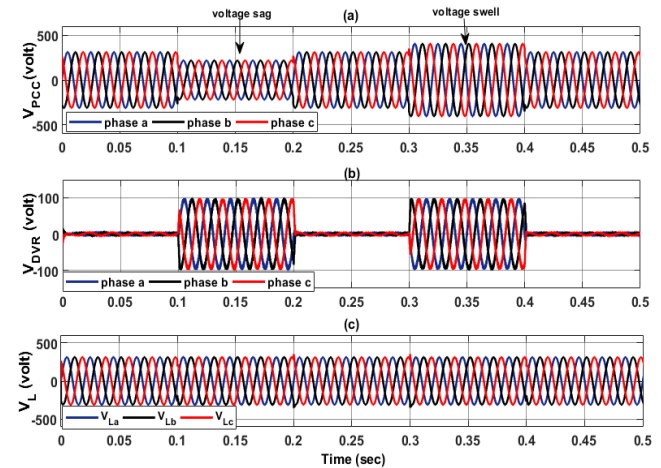 voltage sag
(a)
voltage swell
500
0
-500
V_PCC (volt)
phase a phase b phase c
0 0.05 0.1 0.15 0.2 0.25 0.3 0.35 0.4 0.45 0.5
(b)
100
0
-100
V_DVR (volt)
phase a phase b phase c
0 0.05 0.1 0.15 0.2 0.25 0.3 0.35 0.4 0.45 0.5
(c)
500
0
-500
V_L (volt)
V_La V_Lb V_Lc
0 0.05 0.1 0.15 0.2 0.25 0.3 0.35 0.4 0.45 0.5
Time (sec)